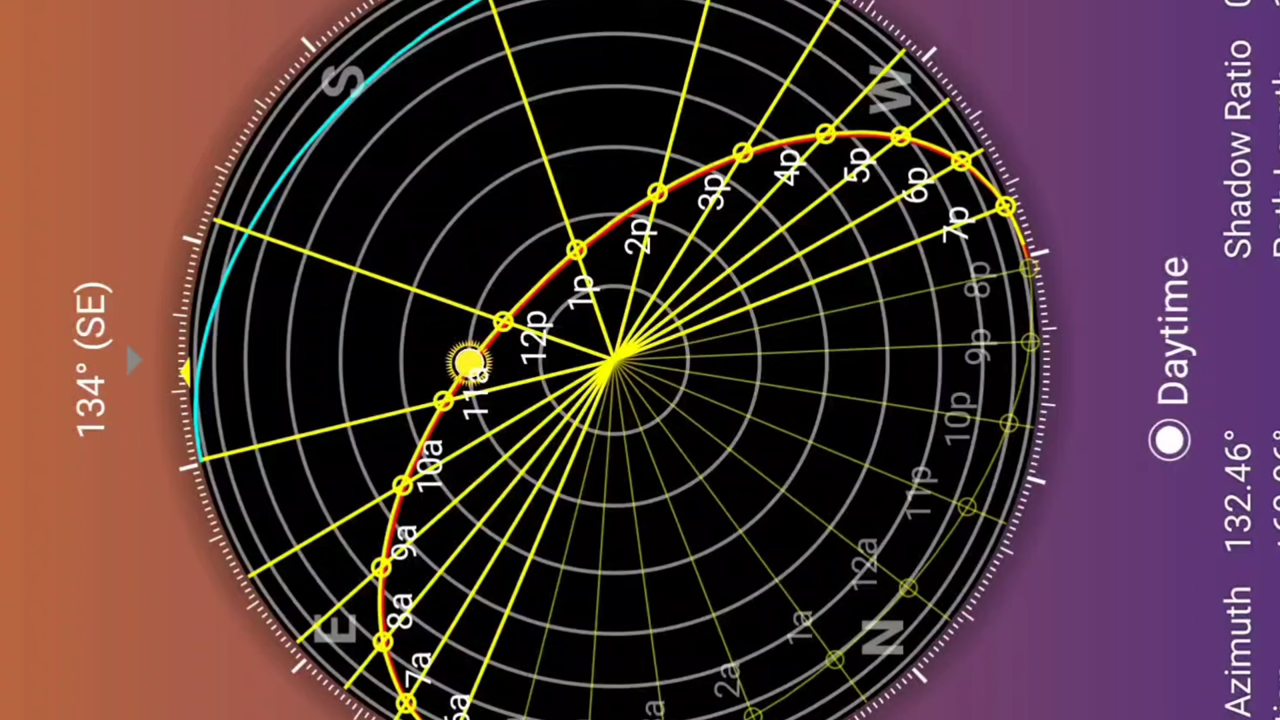 134° (SE)
S
W
E
N
7a
8a
9a
10a
11a
12p
1p
2p
3p
4p
5p
6p
7p
8p
9p
10p
11p
12a
1a
2a
Daytime
Azimuth 132.46°
Shadow Ratio